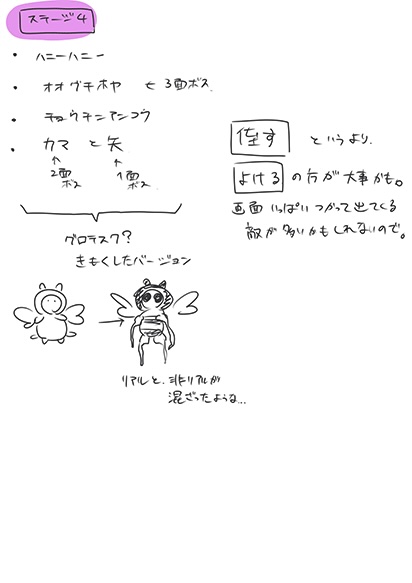 ステージ4
・ ハニーハニー
・ オオグチボヤ ← 3面ボス
・ チョウチンアンコウ
・ カマ と 矢
↑ 2面ボス
↑ 1面ボス
グロテスク?
きもくしたバージョン
リアルと、非リアルが
混ざったような…
倒す というより、
よける の方が大事かも。
画面いっぱいつかって出てくる
敵が多いかもしれないので。